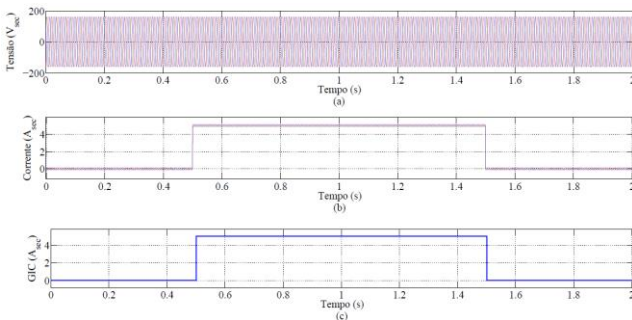 Tensão (V_sec)
200
0
−200
0 0.2 0.4 0.6 0.8 1 1.2 1.4 1.6 1.8 2
Tempo (s)
(a)
Corrente (A_sec)
4
2
0
0 0.2 0.4 0.6 0.8 1 1.2 1.4 1.6 1.8 2
Tempo (s)
(b)
GIC (A_sec)
4
2
0
0 0.2 0.4 0.6 0.8 1 1.2 1.4 1.6 1.8 2
Tempo (s)
(c)